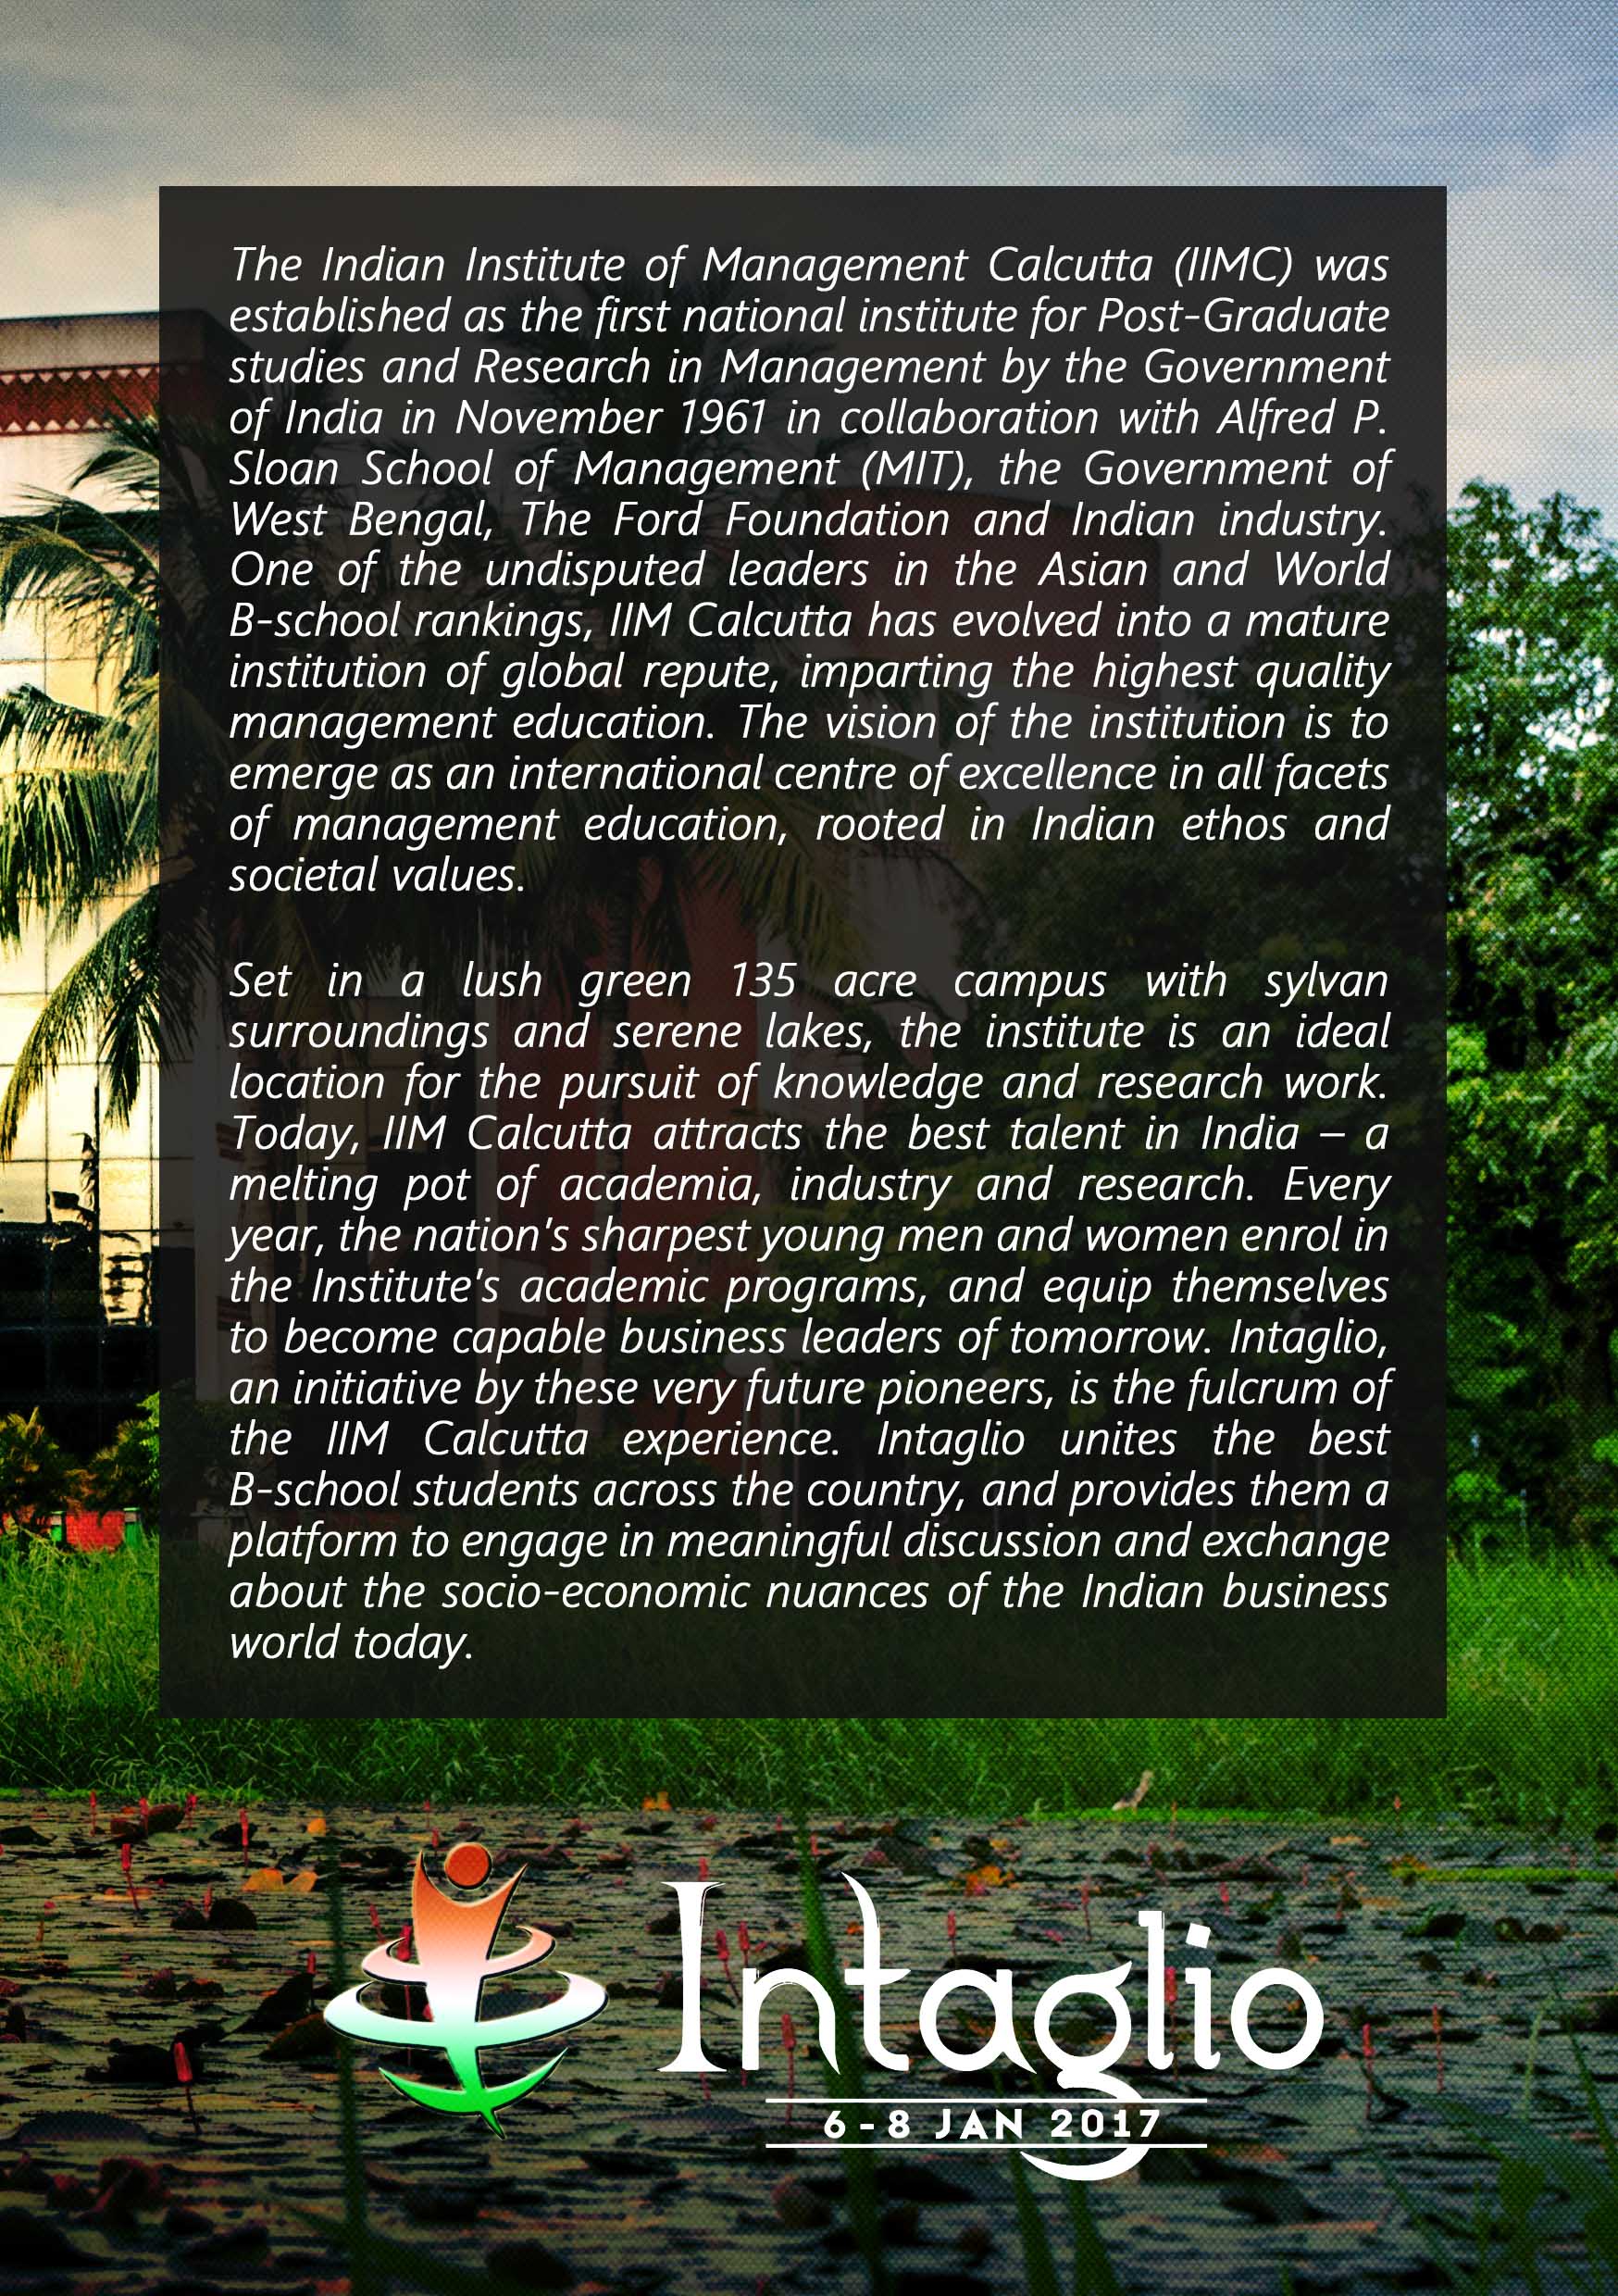 The Indian Institute of Management Calcutta (IIMC) was
established as the first national institute for Post-Graduate
studies and Research in Management by the Government
of India in November 1961 in collaboration with Alfred P.
Sloan School of Management (MIT), the Government of
West Bengal, The Ford Foundation and Indian industry.
One of the undisputed leaders in the Asian and World
B-school rankings, IIM Calcutta has evolved into a mature
institution of global repute, imparting the highest quality
management education. The vision of the institution is to
emerge as an international centre of excellence in all facets
of management education, rooted in Indian ethos and
societal values.
Set in a lush green 135 acre campus with sylvan
surroundings and serene lakes, the institute is an ideal
location for the pursuit of knowledge and research work.
Today, IIM Calcutta attracts the best talent in India – a
melting pot of academia, industry and research. Every
year, the nation's sharpest young men and women enrol in
the Institute's academic programs, and equip themselves
to become capable business leaders of tomorrow. Intaglio,
an initiative by these very future pioneers, is the fulcrum of
the IIM Calcutta experience. Intaglio unites the best
B-school students across the country, and provides them a
platform to engage in meaningful discussion and exchange
about the socio-economic nuances of the Indian business
world today.
Intaglio
6-8 JAN 2017